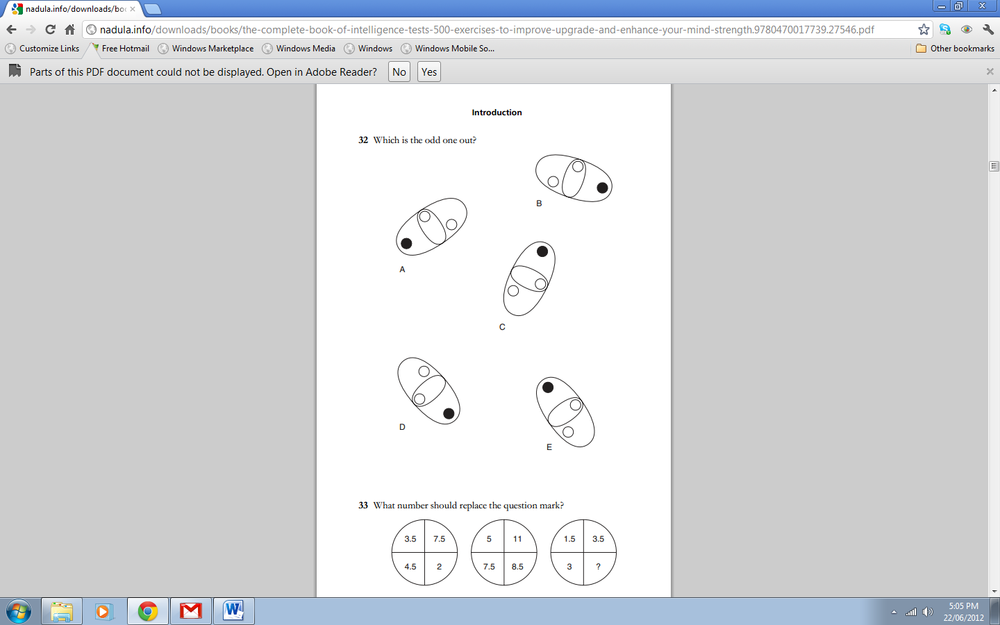 nadula.info/downloads/boo
nadula.info/downloads/books/the-complete-book-of-intelligence-tests-500-exercises-to-improve-upgrade-and-enhance-your-mind-strength.9780470017739.27546.pdf
Customize Links Free Hotmail Windows Marketplace Windows Media Windows Windows Mobile So... Other bookmarks
Parts of this PDF document could not be displayed. Open in Adobe Reader? No Yes
Introduction
32 Which is the odd one out?
B
A
C
D
E
33 What number should replace the question mark?
3.5 7.5 5 11 1.5 3.5
4.5 2 7.5 8.5 3 ?
5:05 PM
22/06/2012